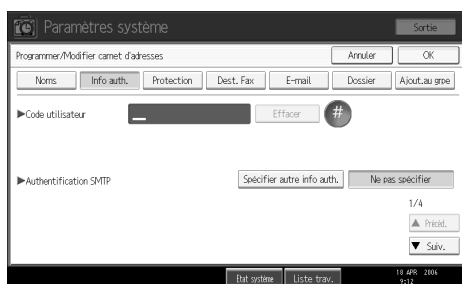 Paramètres système
Sortie
Programmer/Modifier carnet d'adresses
Annuler
OK
Noms
Info auth.
Protection
Dest. Fax
E-mail
Dossier
Ajout.au grpe
▶Code utilisateur
Effacer
#
▶Authentification SMTP
Spécifier autre info auth.
Ne pas spécifier
1/4
▲ Précéd.
▼ Suiv.
Etat système
Liste trav.
18 APR 2006
9:12